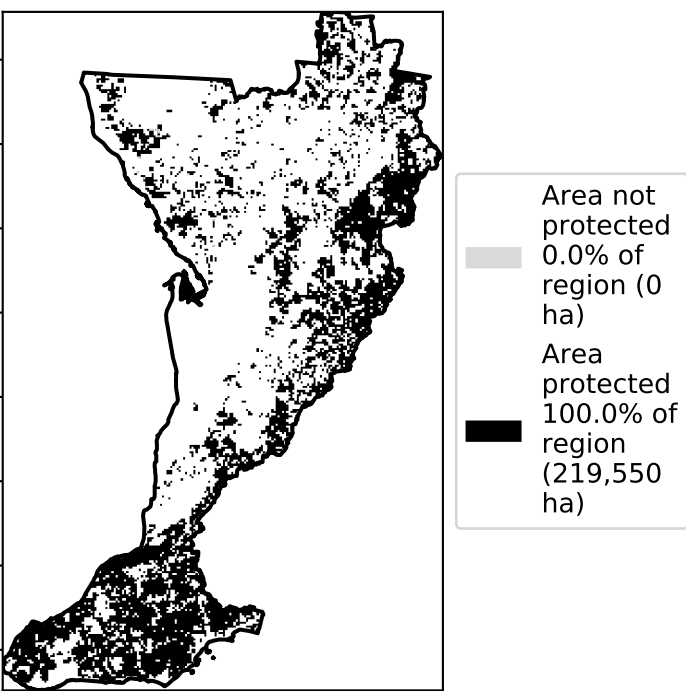 Area not
protected
0.0% of
region (0
ha)
Area
protected
100.0% of
region
(219,550
ha)